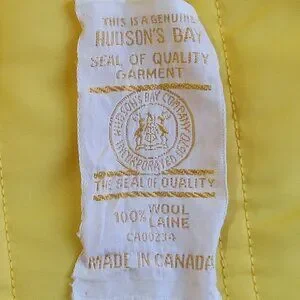 THIS IS A GENUINE
HUDSON'S BAY
SEAL OF QUALITY
GARMENT
HUDSON'S BAY COMPANY
INCORPORATED 1670
THE SEAL OF QUALITY
100% WOOL
LAINE
CA00234
MADE IN CANADA